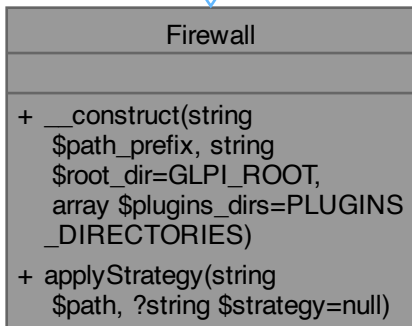 Firewall
+ __construct(string
$path_prefix, string
$root_dir=GLPI_ROOT,
array $plugins_dirs=PLUGINS
_DIRECTORIES)
+ applyStrategy(string
$path, ?string $strategy=null)